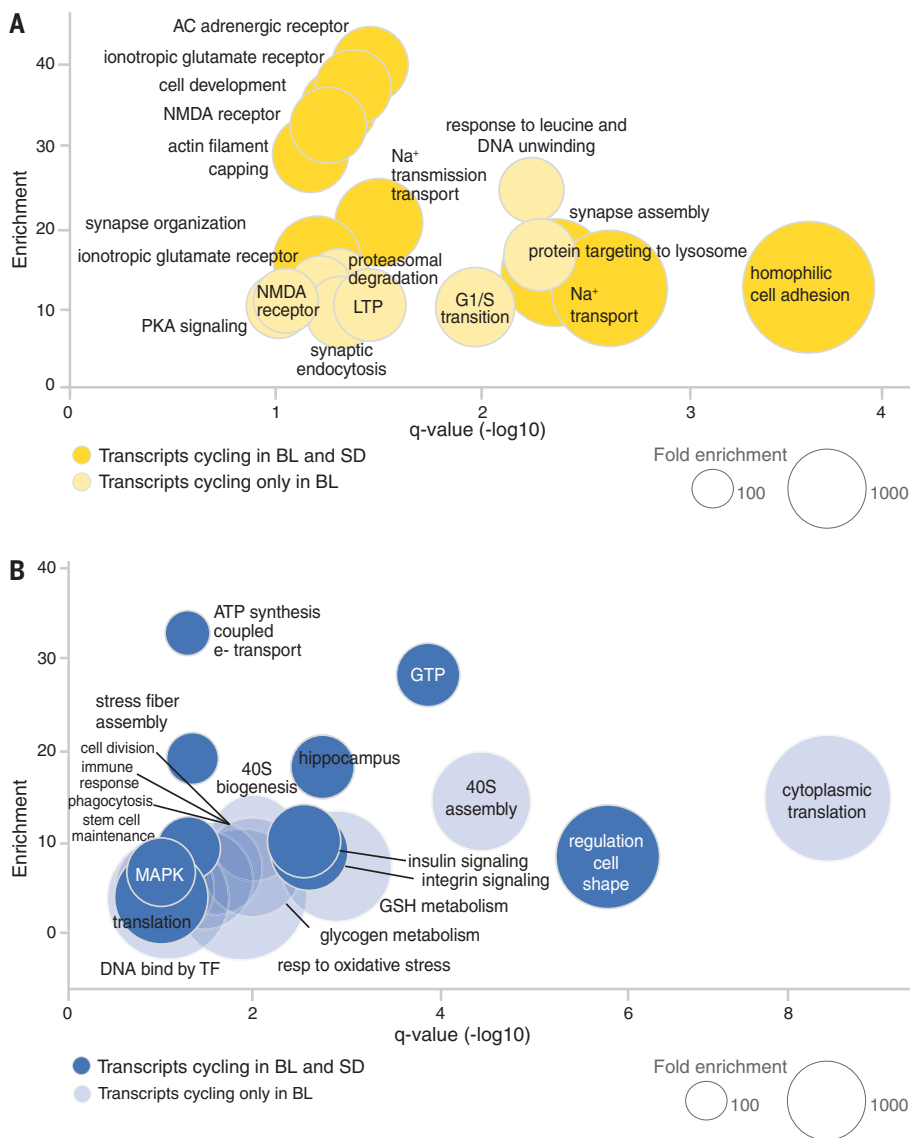 A
AC adrenergic receptor
ionotropic glutamate receptor
cell development
NMDA receptor
actin filament
capping
Na+
transmission
transport
response to leucine and
DNA unwinding
synapse organization
synapse assembly
ionotropic glutamate receptor
proteasomal
degradation
protein targeting to lysosome
homophilic
cell adhesion
NMDA
receptor
LTP
G1/S
transition
Na+
transport
PKA signaling
synaptic
endocytosis
Enrichment
40
30
20
10
0
0
1
2
3
4
q-value (-log10)
Transcripts cycling in BL and SD
Transcripts cycling only in BL
Fold enrichment
100
1000
B
ATP synthesis
coupled
e- transport
GTP
stress fiber
assembly
cell division
immune
response
phagocytosis
stem cell
maintenance
40S
biogenesis
hippocampus
40S
assembly
cytoplasmic
translation
regulation
cell
shape
MAPK
translation
insulin signaling
integrin signaling
GSH metabolism
glycogen metabolism
DNA bind by TF
resp to oxidative stress
Enrichment
40
30
20
10
0
0
2
4
6
8
q-value (-log10)
Transcripts cycling in BL and SD
Transcripts cycling only in BL
Fold enrichment
100
1000